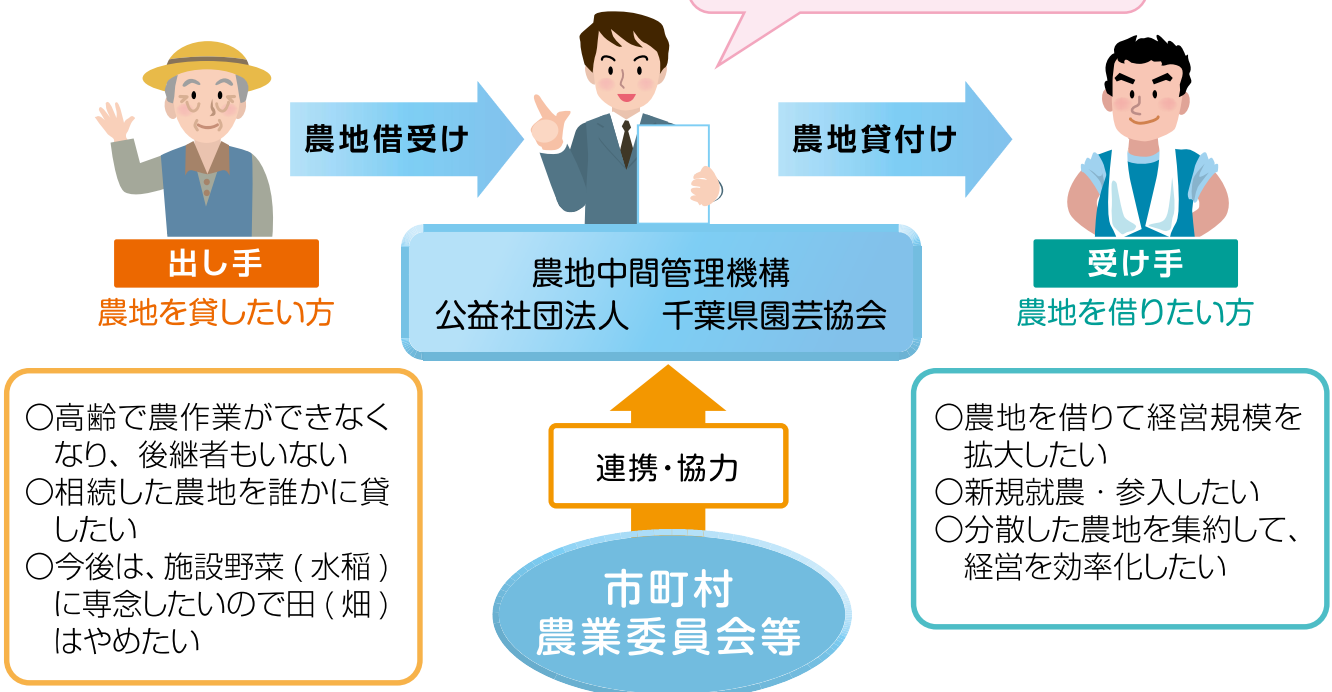 農地借受け
農地貸付け
出し手
農地を貸したい方
農地中間管理機構
公益社団法人　千葉県園芸協会
受け手
農地を借りたい方
○高齢で農作業ができなく
なり、後継者もいない
○相続した農地を誰かに貸
したい
○今後は、施設野菜(水稲)
に専念したいので田(畑)
はやめたい
連携・協力
市町村
農業委員会等
○農地を借りて経営規模を
拡大したい
○新規就農・参入したい
○分散した農地を集約して、
経営を効率化したい